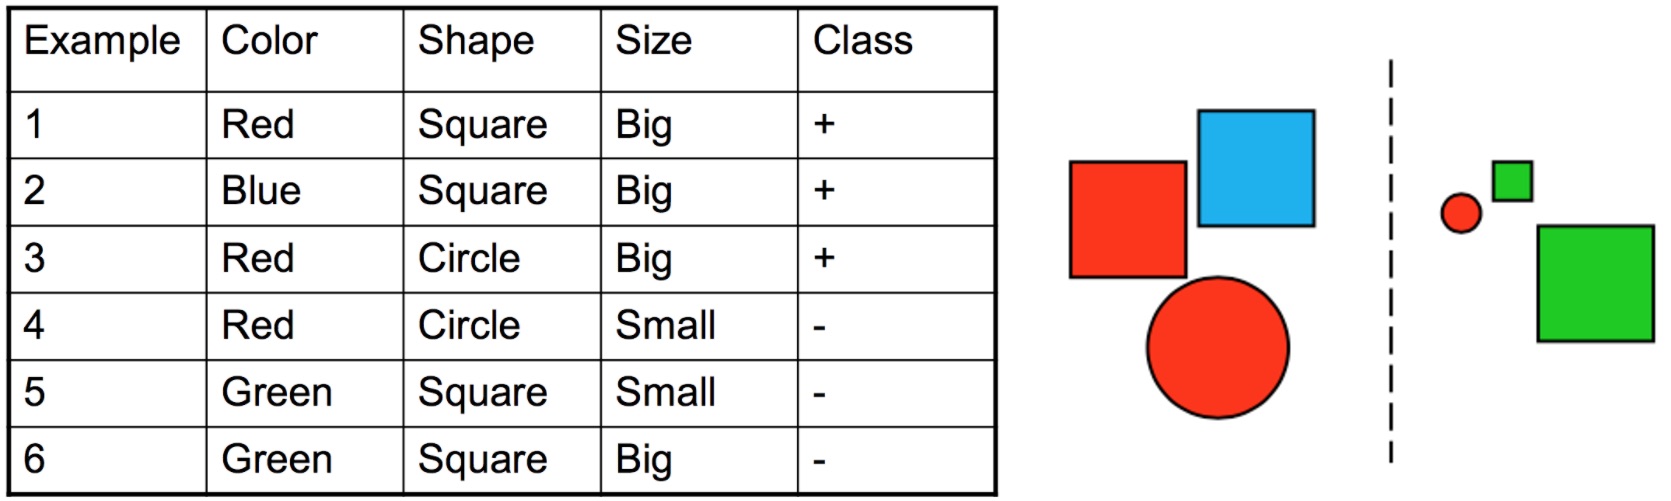 Example Color Shape Size Class
1 Red Square Big +
2 Blue Square Big +
3 Red Circle Big +
4 Red Circle Small -
5 Green Square Small -
6 Green Square Big -